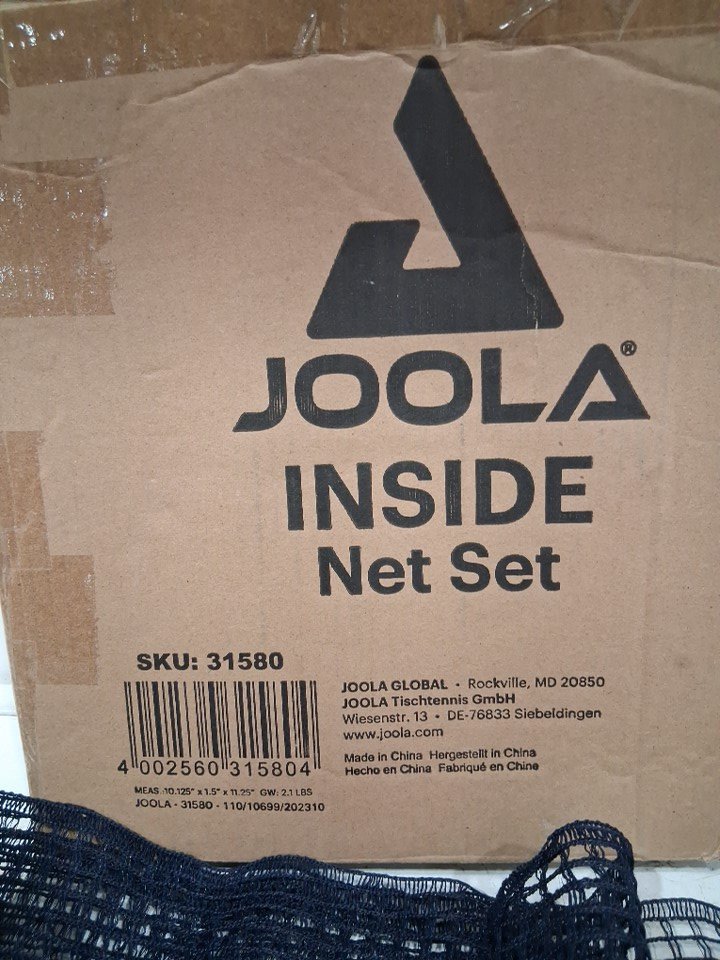 JOOLA®
INSIDE
Net Set
SKU: 31580
4 002560 315804
MEAS. 10.125" x 1.5" x 11.25" GW: 2.1 LBS
JOOLA - 31580 - 110/10699/202310
JOOLA GLOBAL • Rockville, MD 20850
JOOLA Tischtennis GmbH
Wiesenstr. 13 • DE-76833 Siebeldingen
www.joola.com
Made in China Hergestellt in China
Hecho en China Fabriqué en Chine